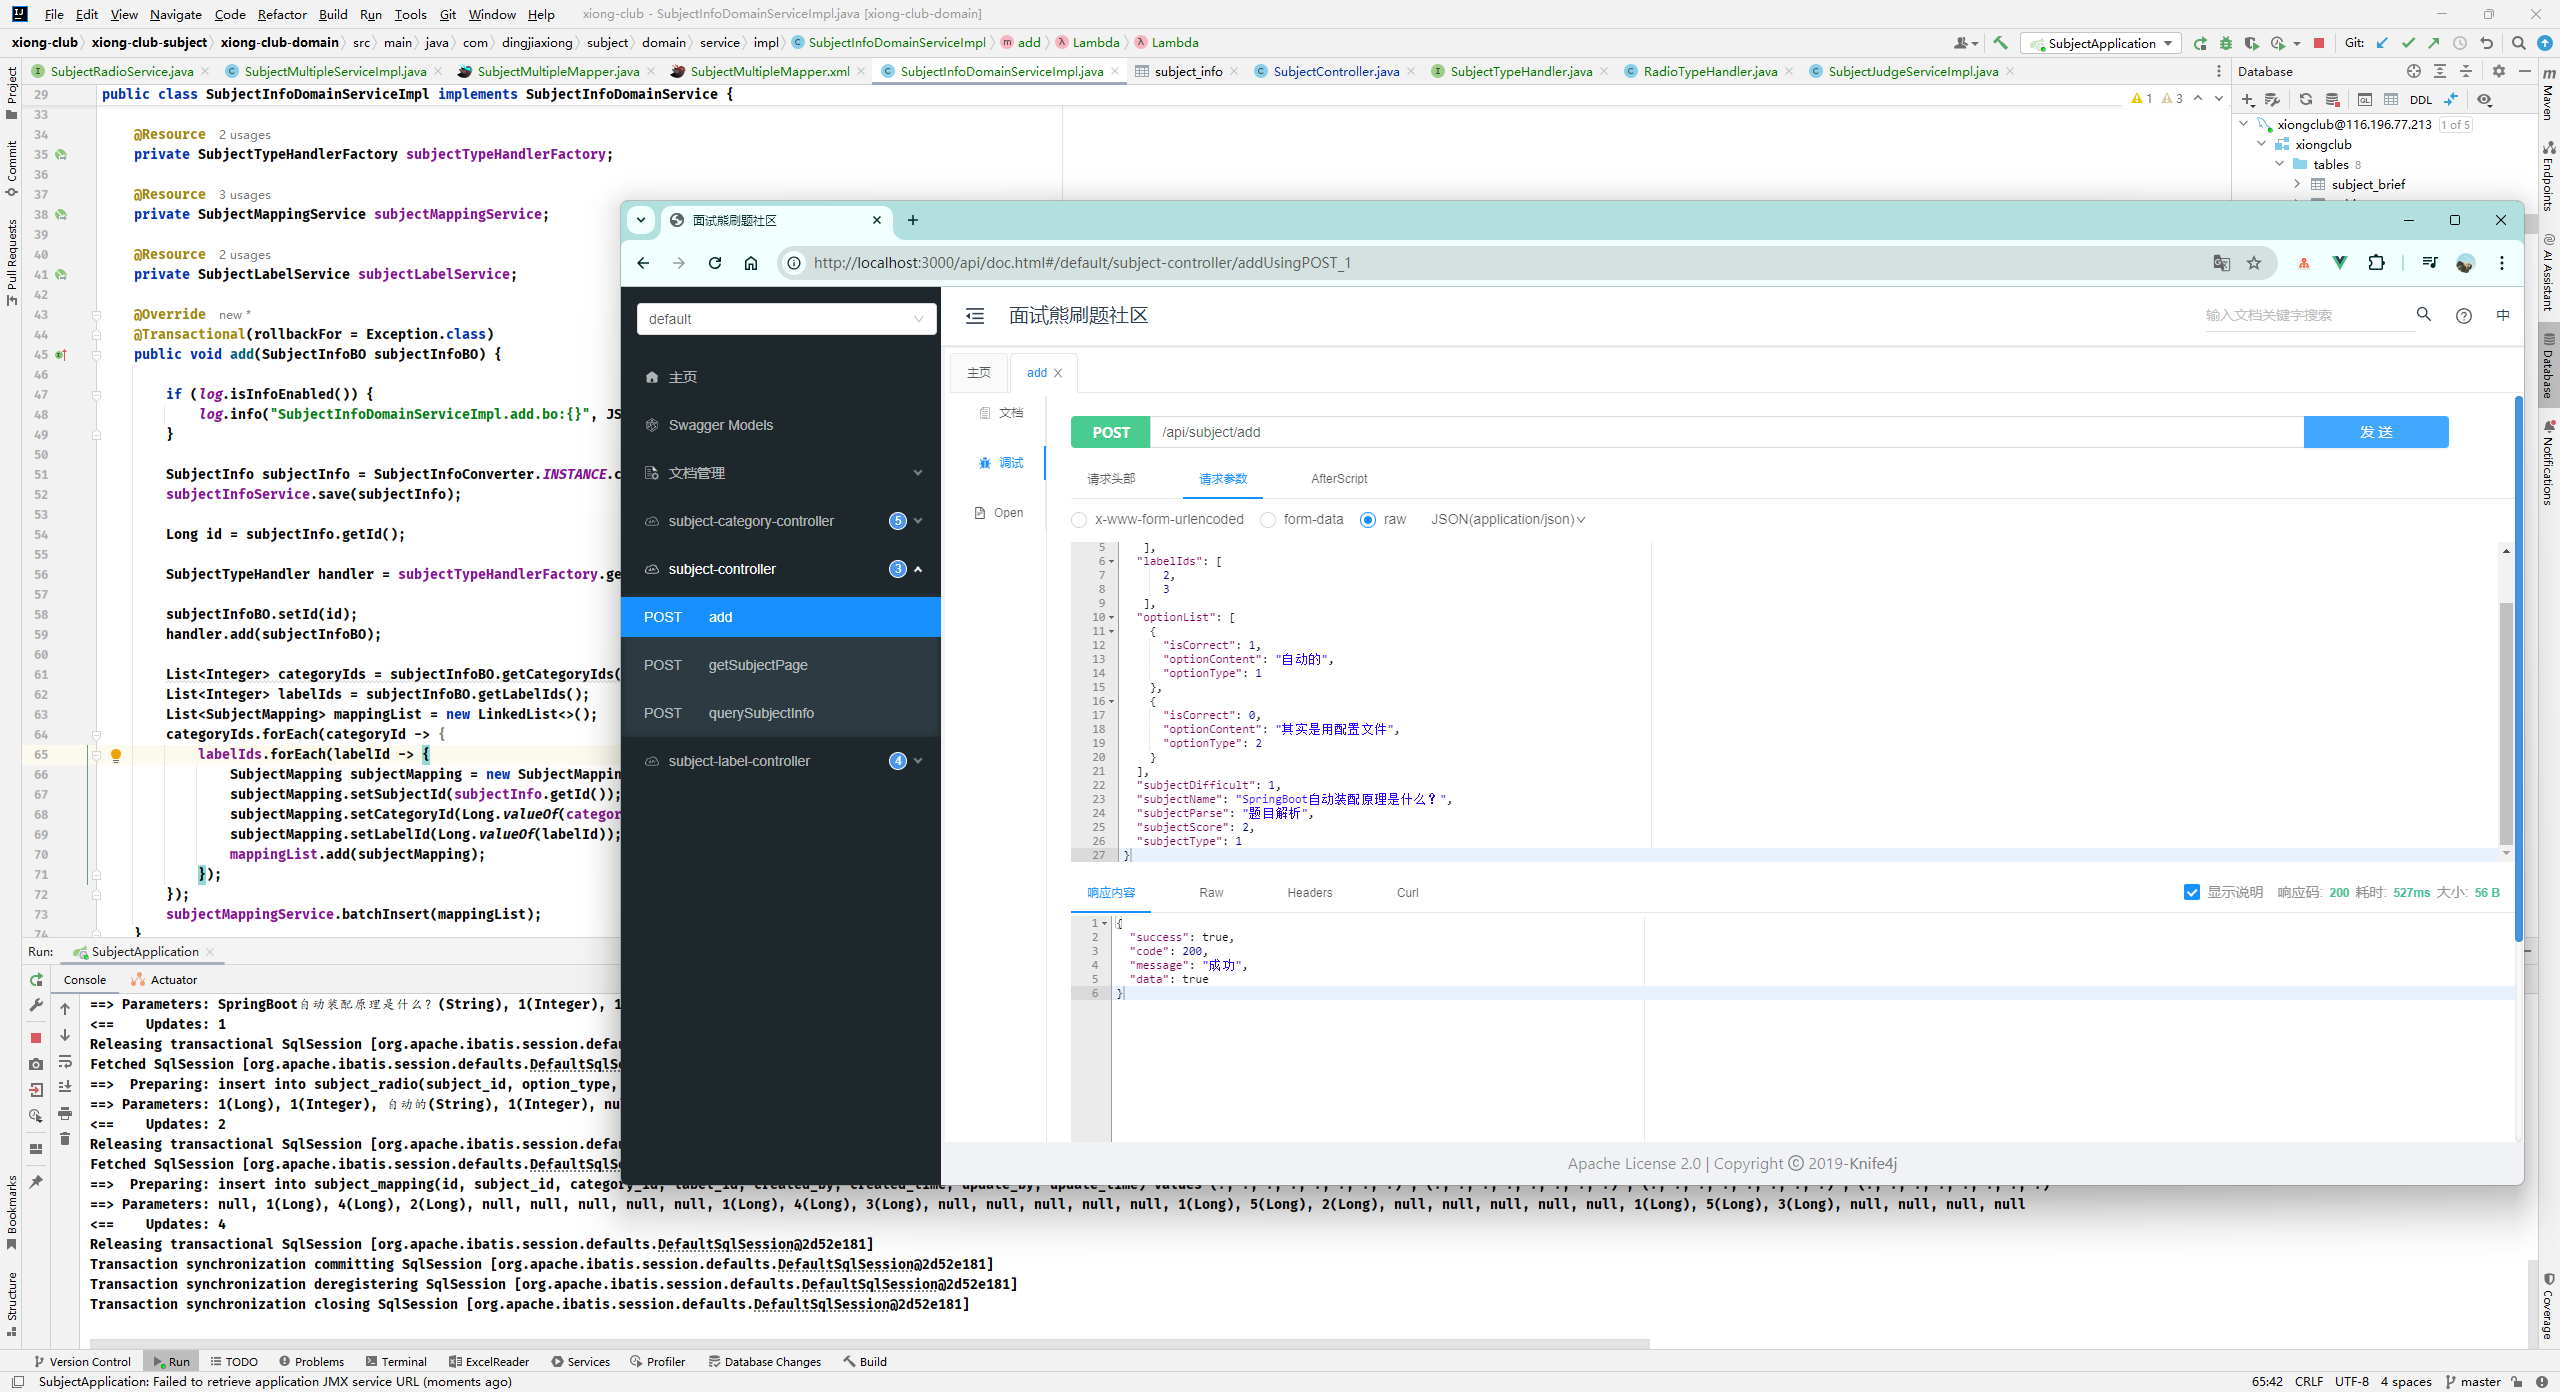 File Edit View Navigate Code Refactor Build Run Tools Git Window Help xiong-club - SubjectInfoDomainServiceImpl.java [xiong-club-domain]
xiong-club xiong-club-subject xiong-club-domain src main java com dingjiaxiong subject domain service impl SubjectInfoDomainServiceImpl add Lambda Lambda SubjectApplication Git:
SubjectRadioService.java SubjectMultipleServiceImpl.java SubjectMultipleMapper.java SubjectMultipleMapper.xml SubjectInfoDomainServiceImpl.java subject_info SubjectController.java SubjectTypeHandler.java RadioTypeHandler.java SubjectJudgeServiceImpl.java Database
29 public class SubjectInfoDomainServiceImpl implements SubjectInfoDomainService {
1 3
DDL
xiongclub@116.196.77.213 1 of 5
xiongclub
tables 8
subject_brief
33
34 @Resource 2 usages
35 private SubjectTypeHandlerFactory subjectTypeHandlerFactory;
36
37 @Resource 3 usages
38 private SubjectMappingService subjectMappingService;
39
40 @Resource 2 usages
41 private SubjectLabelService subjectLabelService;
42
43 @Override new *
44 @Transactional(rollbackFor = Exception.class)
45 public void add(SubjectInfoBO subjectInfoBO) {
46
47 if (log.isInfoEnabled()) {
48 log.info("SubjectInfoDomainServiceImpl.add.bo:{}", JS
49 }
50
51 SubjectInfo subjectInfo = SubjectInfoConverter.INSTANCE.c
52 subjectInfoService.save(subjectInfo);
53
54 Long id = subjectInfo.getId();
55
56 SubjectTypeHandler handler = subjectTypeHandlerFactory.ge
57
58 subjectInfoBO.setId(id);
59 handler.add(subjectInfoBO);
60
61 List<Integer> categoryIds = subjectInfoBO.getCategoryIds(
62 List<Integer> labelIds = subjectInfoBO.getLabelIds();
63 List<SubjectMapping> mappingList = new LinkedList<>();
64 categoryIds.forEach(categoryId -> {
65 labelIds.forEach(labelId -> {
66 SubjectMapping subjectMapping = new SubjectMappin
67 subjectMapping.setSubjectId(subjectInfo.getId());
68 subjectMapping.setCategoryId(Long.valueOf(categor
69 subjectMapping.setLabelId(Long.valueOf(labelId));
70 mappingList.add(subjectMapping);
71 });
72 });
73 subjectMappingService.batchInsert(mappingList);
74 }
面试熊刷题社区
http://localhost:3000/api/doc.html#/default/subject-controller/addUsingPOST_1
default
面试熊刷题社区
输入文档关键字搜索
中
主页
Swagger Models
文档管理
subject-category-controller 5
subject-controller 3
POST add
POST getSubjectPage
POST querySubjectInfo
subject-label-controller 4
主页 add
文档
调试
Open
POST /api/subject/add 发 送
请求头部 请求参数 AfterScript
x-www-form-urlencoded form-data raw JSON(application/json)
5 ],
6 "labelIds": [
7 2,
8 3
9 ],
10 "optionList": [
11 {
12 "isCorrect": 1,
13 "optionContent": "自动的",
14 "optionType": 1
15 },
16 {
17 "isCorrect": 0,
18 "optionContent": "其实是用配置文件",
19 "optionType": 2
20 }
21 ],
22 "subjectDifficult": 1,
23 "subjectName": "SpringBoot自动装配原理是什么？",
24 "subjectParse": "题目解析",
25 "subjectScore": 2,
26 "subjectType": 1
27 }
响应内容 Raw Headers Curl 显示说明 响应码: 200 耗时: 527ms 大小: 56 B
1 {
2 "success": true,
3 "code": 200,
4 "message": "成功",
5 "data": true
6 }
Apache License 2.0 | Copyright © 2019-Knife4j
Run: SubjectApplication
Console Actuator
==> Parameters: SpringBoot自动装配原理是什么？(String), 1(Integer), 1
<== Updates: 1
Releasing transactional SqlSession [org.apache.ibatis.session.defau
Fetched SqlSession [org.apache.ibatis.session.defaults.DefaultSqlSe
==> Preparing: insert into subject_radio(subject_id, option_type,
==> Parameters: 1(Long), 1(Integer), 自动的(String), 1(Integer), nu
<== Updates: 2
Releasing transactional SqlSession [org.apache.ibatis.session.defau
Fetched SqlSession [org.apache.ibatis.session.defaults.DefaultSqlSe
==> Preparing: insert into subject_mapping(id, subject_id, category_id, label_id, created_by, created_time, update_by, update_time) values
==> Parameters: null, 1(Long), 4(Long), 2(Long), null, null, null, null, null, 1(Long), 4(Long), 3(Long), null, null, null, null, null, 1(Long), 5(Long), 2(Long), null, null, null, null, null, 1(Long), 5(Long), 3(Long), null, null, null, null
<== Updates: 4
Releasing transactional SqlSession [org.apache.ibatis.session.defaults.DefaultSqlSession@2d52e181]
Transaction synchronization committing SqlSession [org.apache.ibatis.session.defaults.DefaultSqlSession@2d52e181]
Transaction synchronization deregistering SqlSession [org.apache.ibatis.session.defaults.DefaultSqlSession@2d52e181]
Transaction synchronization closing SqlSession [org.apache.ibatis.session.defaults.DefaultSqlSession@2d52e181]
Version Control Run TODO Problems Terminal ExcelReader Services Profiler Database Changes Build
SubjectApplication: Failed to retrieve application JMX service URL (moments ago) 65:42 CRLF UTF-8 4 spaces master
Project
Commit
Pull Requests
Bookmarks
Structure
Maven
Endpoints
AI Assistant
Database
Notifications
Coverage